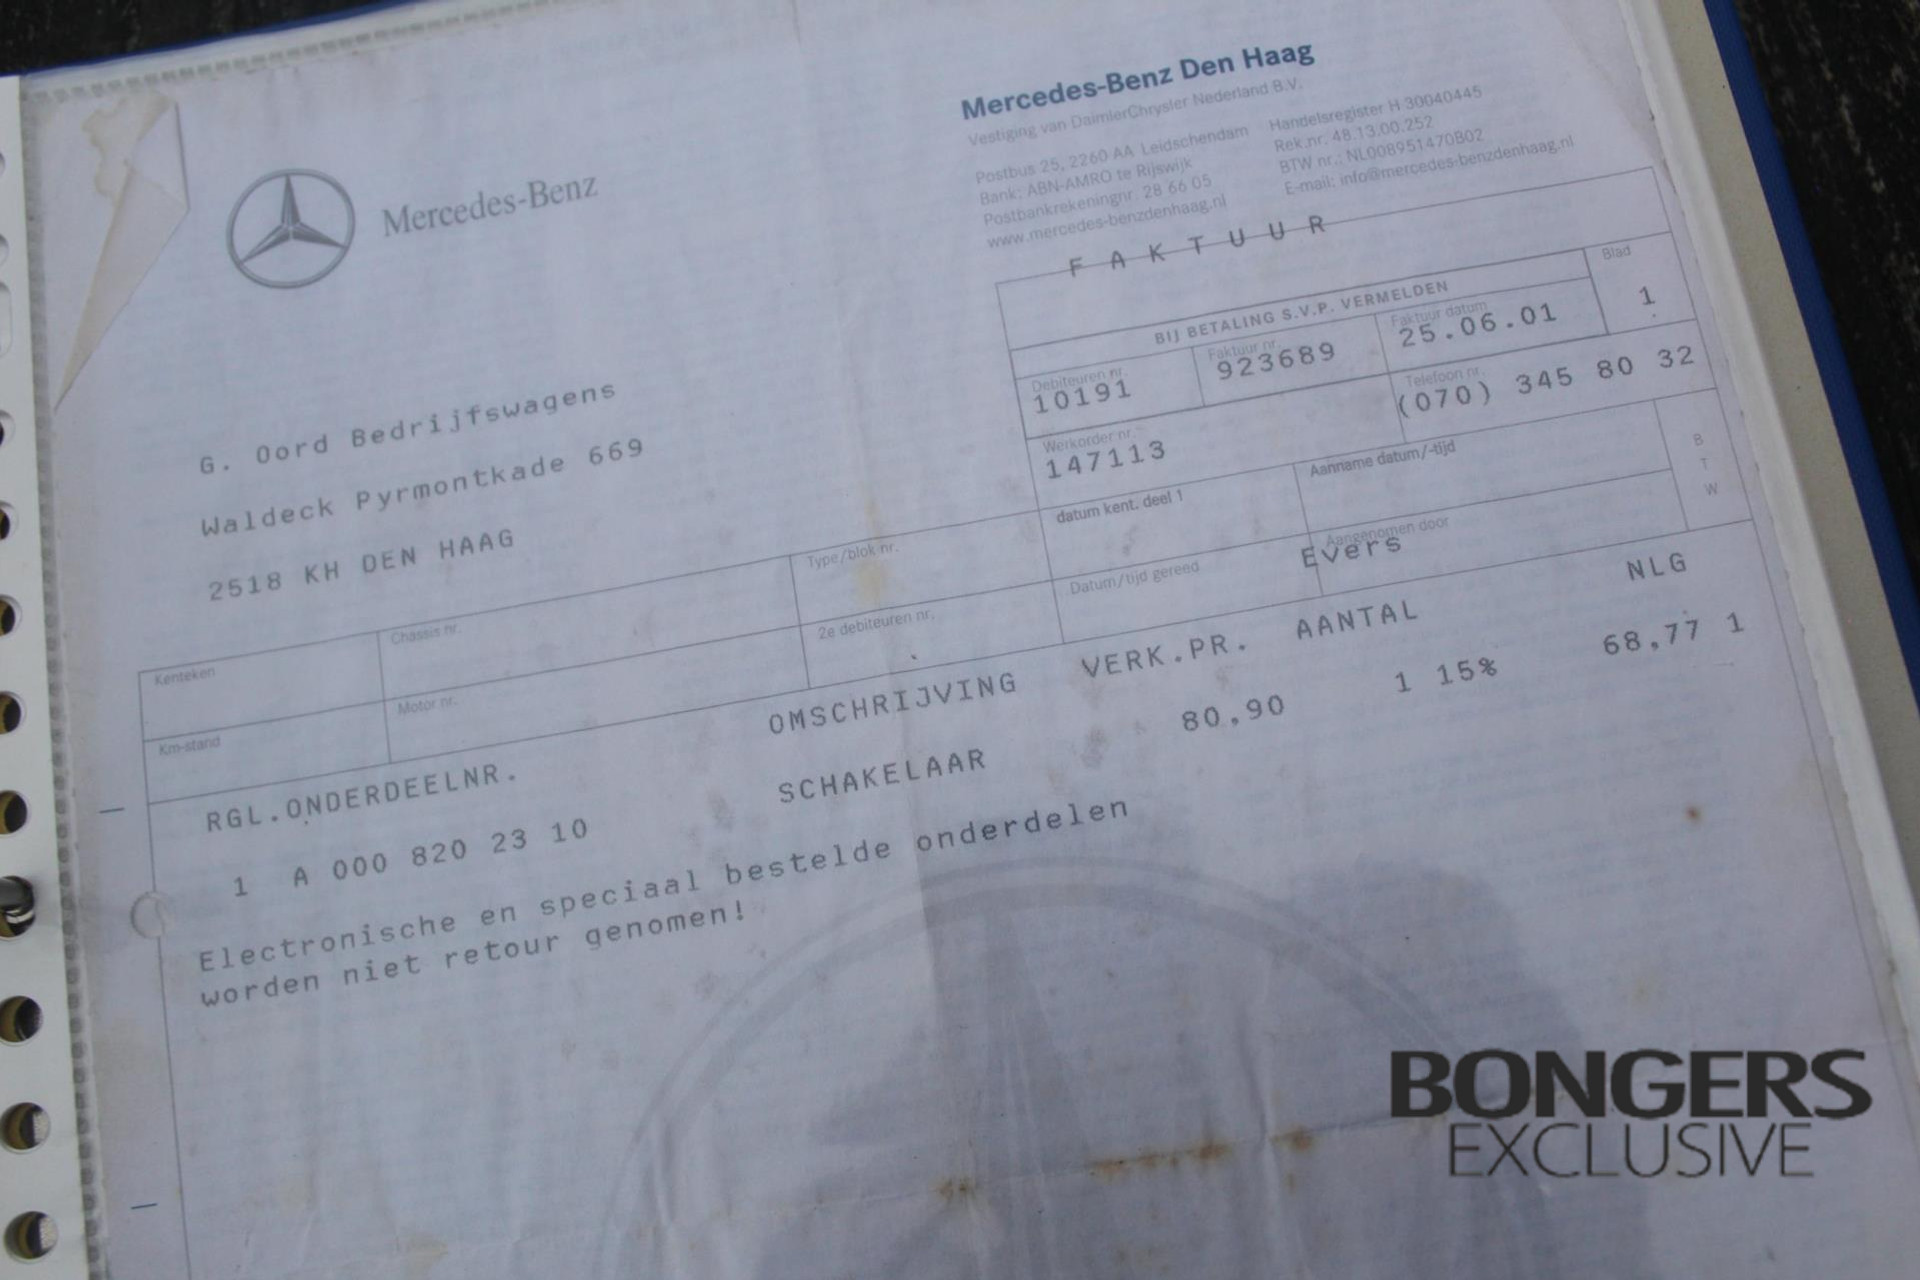 Mercedes-Benz
Mercedes-Benz Den Haag
Vestiging van DaimlerChrysler Nederland B.V.
Postbus 25, 2260 AA Leidschendam
Bank: ABN-AMRO te Rijswijk
Postbankrekeningnr. 28 66 05
www.mercedes-benzdenhaag.nl
Handelsregister H-30040445
Rek.nr. 48.13.00.252
BTW nr.: NL008951470B02
E-mail: info@mercedes-benzdenhaag.nl
F A K T U U R
BIJ BETALING S.V.P. VERMELDEN
Blad
1
Debiteuren nr.
10191
Faktuur nr.
923689
Faktuur datum
25.06.01
Werkorder nr.
147113
Telefoon nr.
(070) 345 80 32
G. Oord Bedrijfswagens
Waldeck Pyrmontkade 669
2518 KH DEN HAAG
datum kent. deel 1
Aanname datum/-tijd
B
T
W
Kenteken
Chassis nr.
Type/blok nr.
Datum/tijd gereed
Aangenomen door
Evers
Km-stand
Motor nr.
2e debiteuren nr.
RGL.ONDERDEELNR. OMSCHRIJVING VERK.PR. AANTAL NLG
1 A 000 820 23 10 SCHAKELAAR 80,90 1 15% 68,77 1
Electronische en speciaal bestelde onderdelen
worden niet retour genomen!
BONGERS
EXCLUSIVE